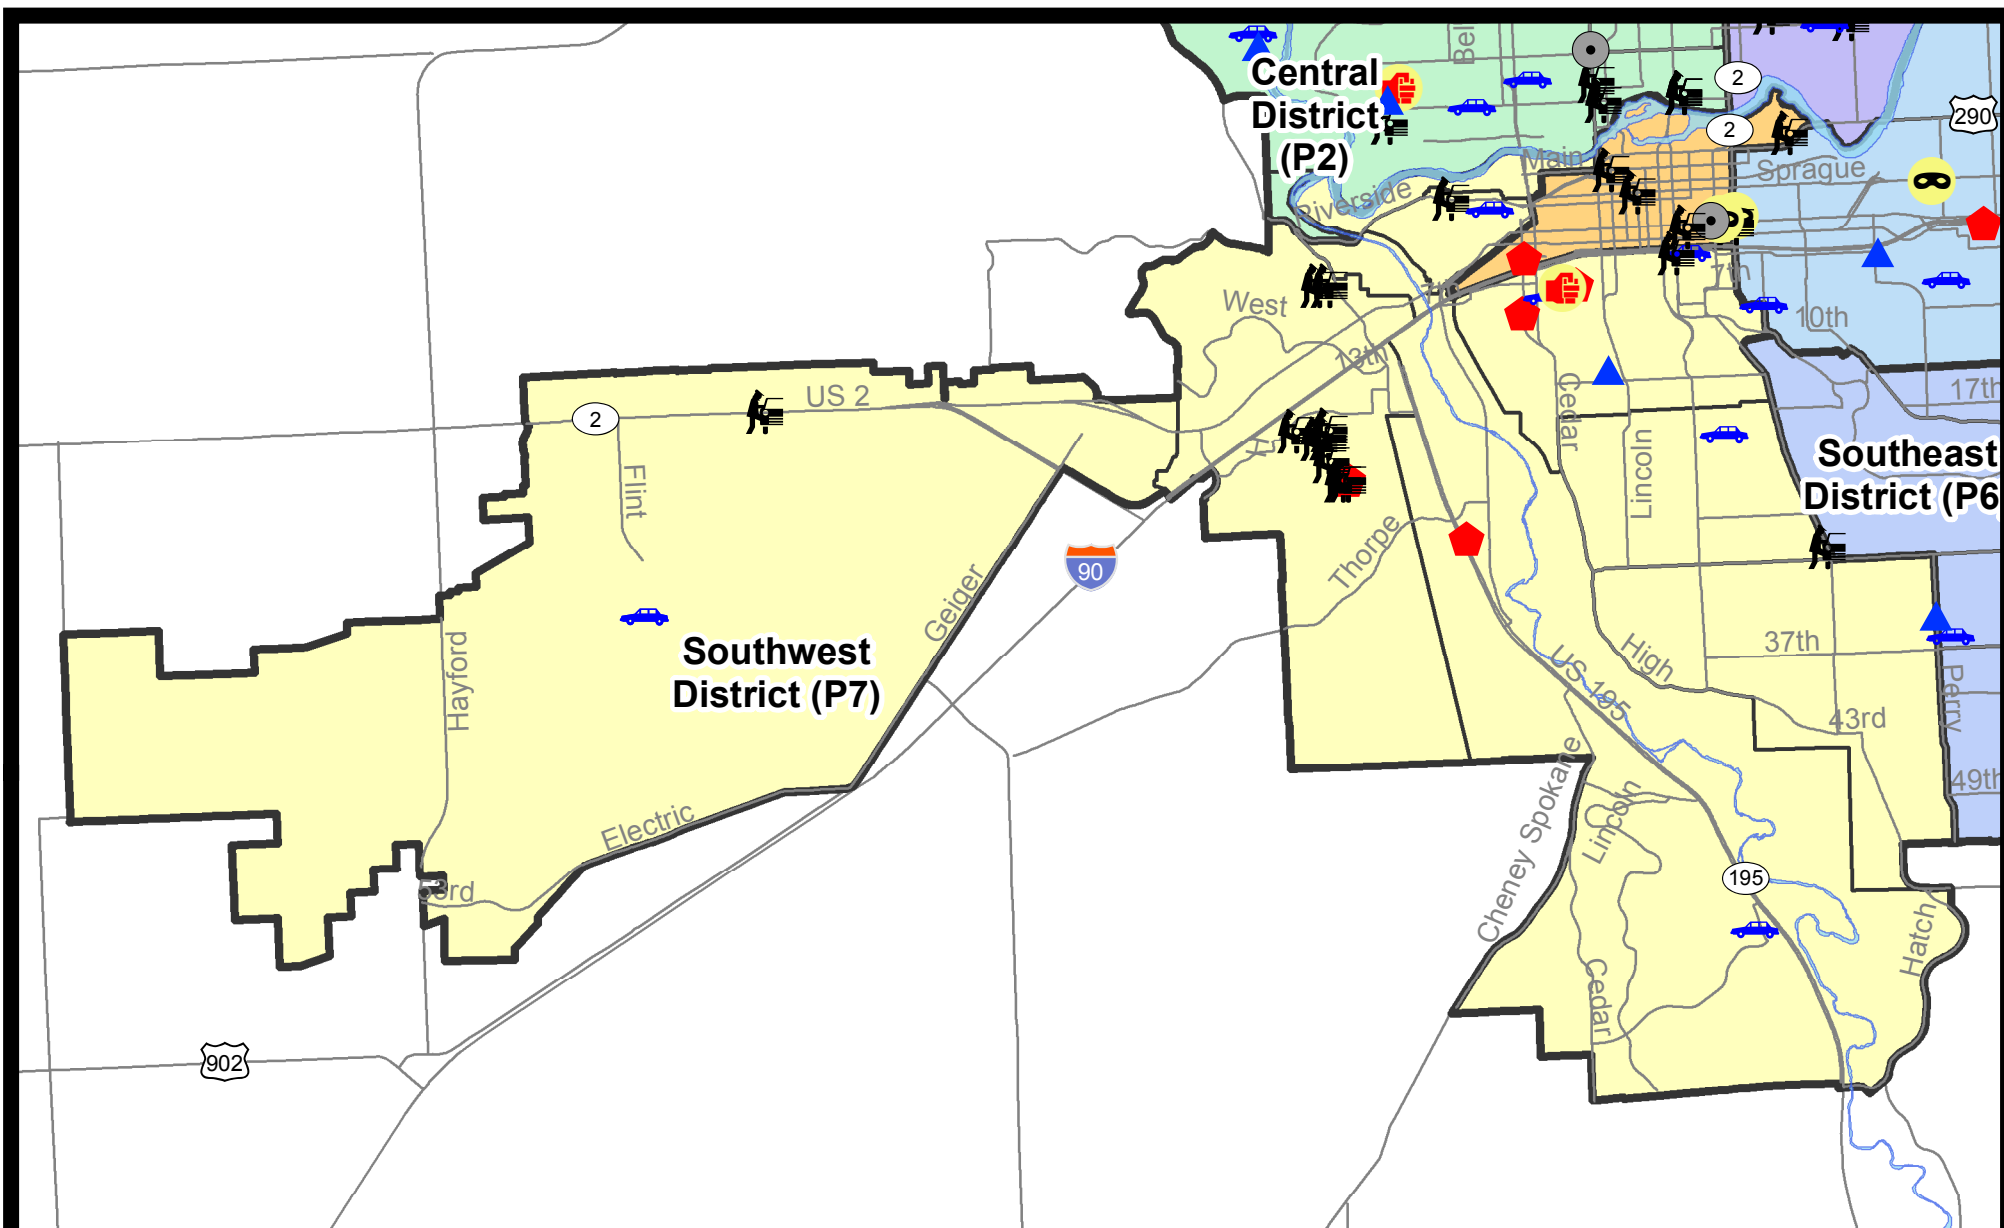 Bel
Central
District
(P2)
2
290
2
Main
Sprague
Riverside
7th
West
7th
10th
13th
US 2
2
Cedar
17th
Lincoln
Southeast
District (P6
Flint
H
Thorpe
90
Geiger
Hayford
Southwest
District (P7)
High
37th
US 195
Perry
43rd
Cheney Spokane
49th
Lincoln
Electric
195
53rd
Hatch
Cedar
902